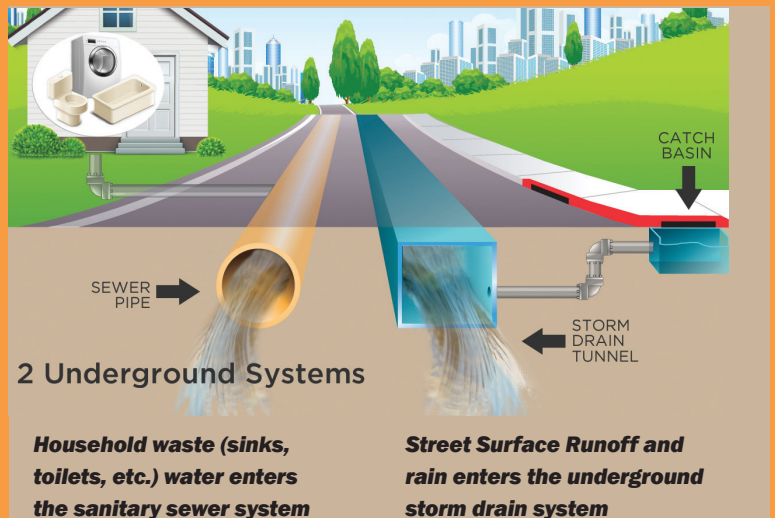 CATCH
BASIN
SEWER
PIPE
STORM
DRAIN
TUNNEL
2 Underground Systems
Household waste (sinks,
toilets, etc.) water enters
the sanitary sewer system
Street Surface Runoff and
rain enters the underground
storm drain system